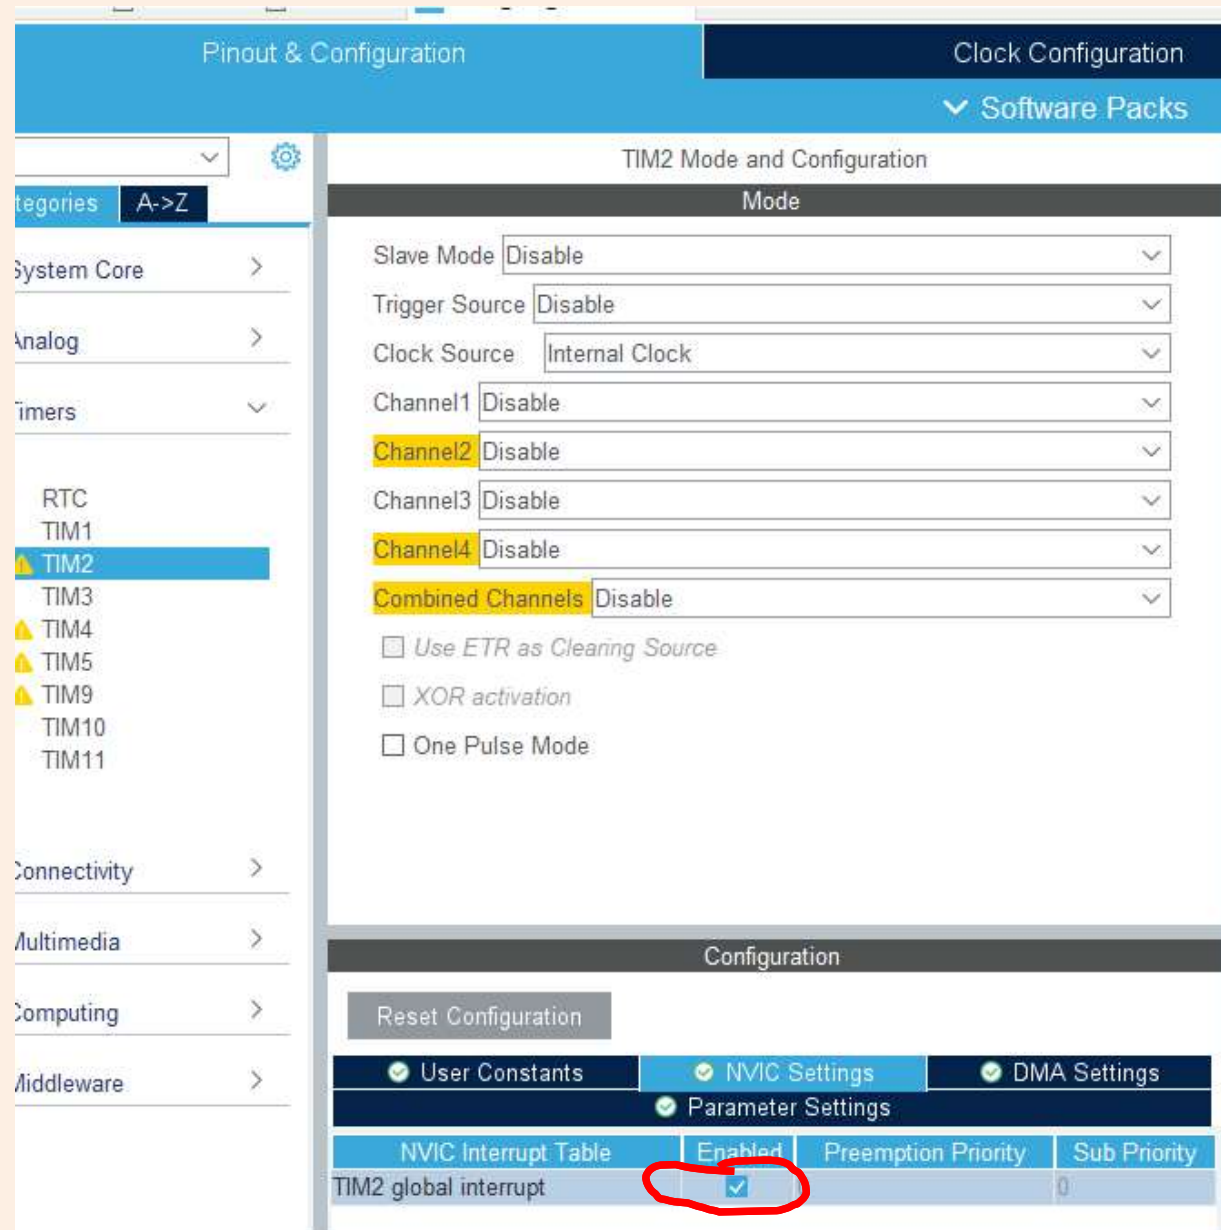 Pinout & Configuration
Clock Configuration
Software Packs
tegories
A->Z
System Core
Analog
Timers
RTC
TIM1
TIM2
TIM3
TIM4
TIM5
TIM9
TIM10
TIM11
Connectivity
Multimedia
Computing
Middleware
TIM2 Mode and Configuration
Mode
Slave Mode Disable
Trigger Source Disable
Clock Source Internal Clock
Channel1 Disable
Channel2 Disable
Channel3 Disable
Channel4 Disable
Combined Channels Disable
Use ETR as Clearing Source
XOR activation
One Pulse Mode
Configuration
Reset Configuration
User Constants
NVIC Settings
DMA Settings
Parameter Settings
NVIC Interrupt Table Enabled Preemption Priority Sub Priority
TIM2 global interrupt 0